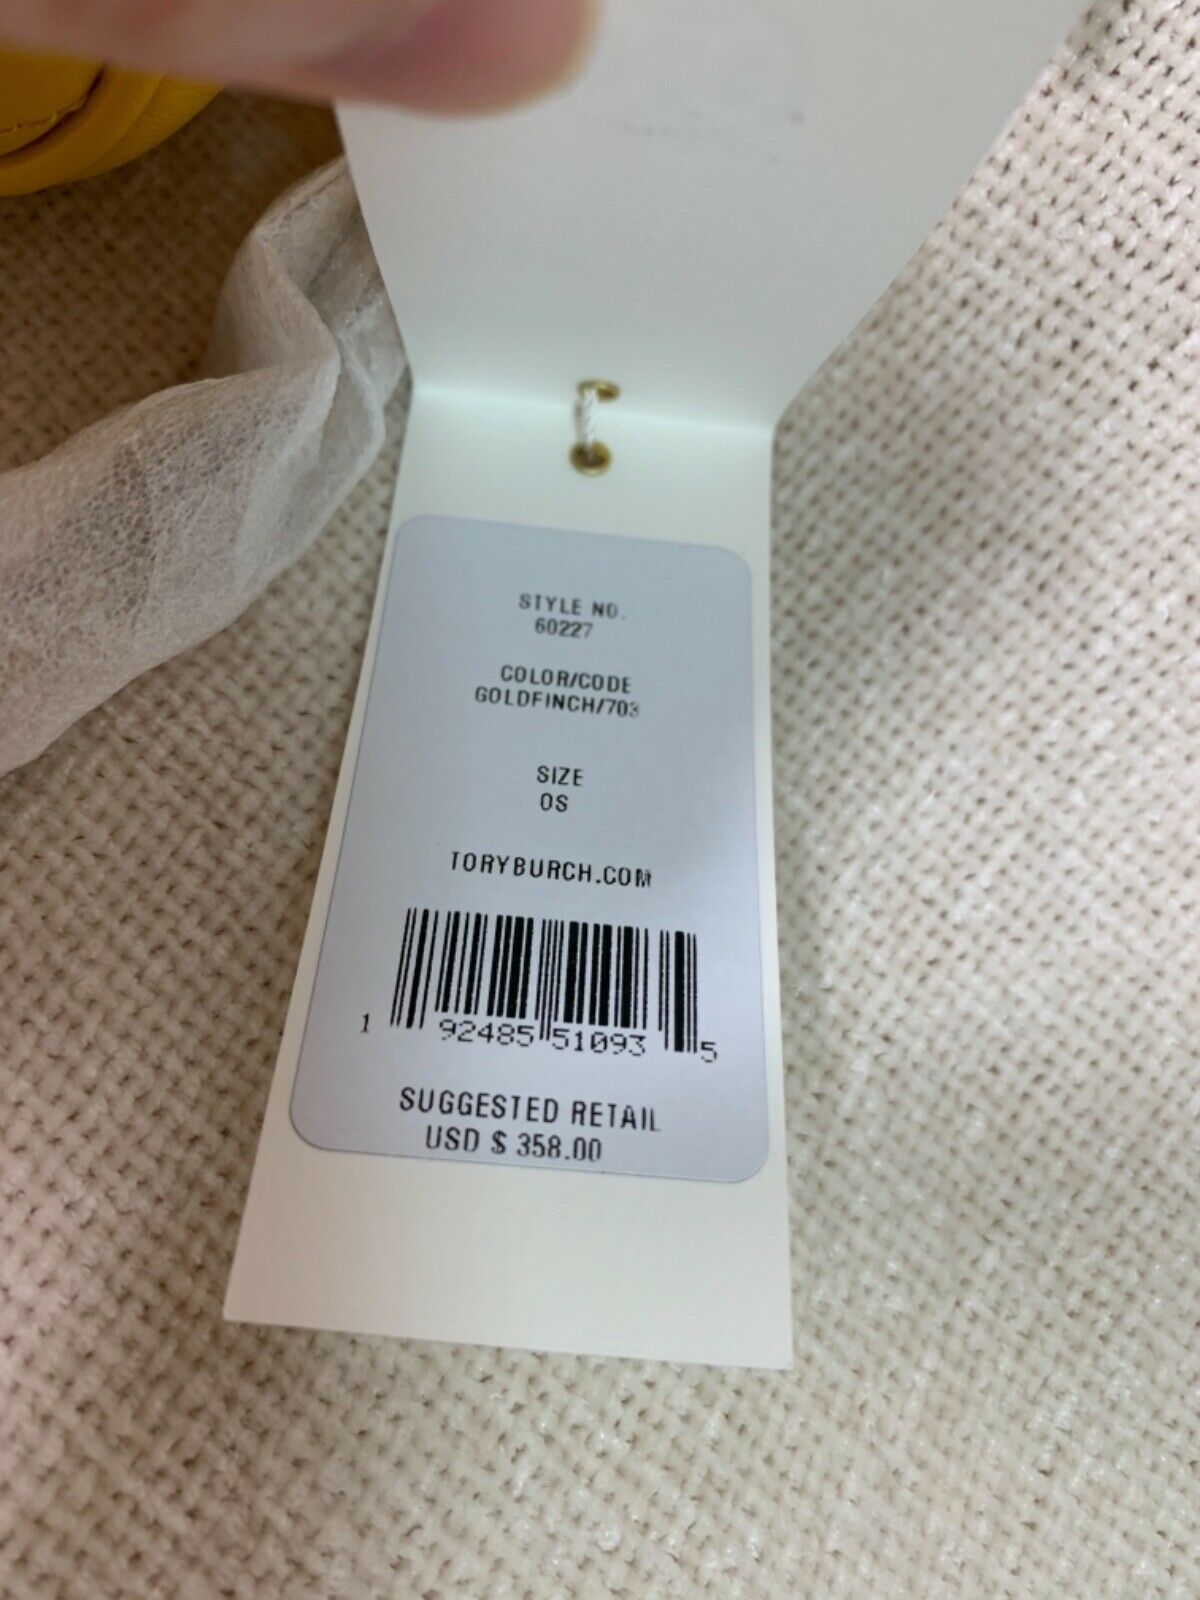 STYLE NO.
60227
COLOR/CODE
GOLDFINCH/703
SIZE
OS
TORYBURCH.COM
1 92485 51093 5
SUGGESTED RETAIL
USD $ 358.00